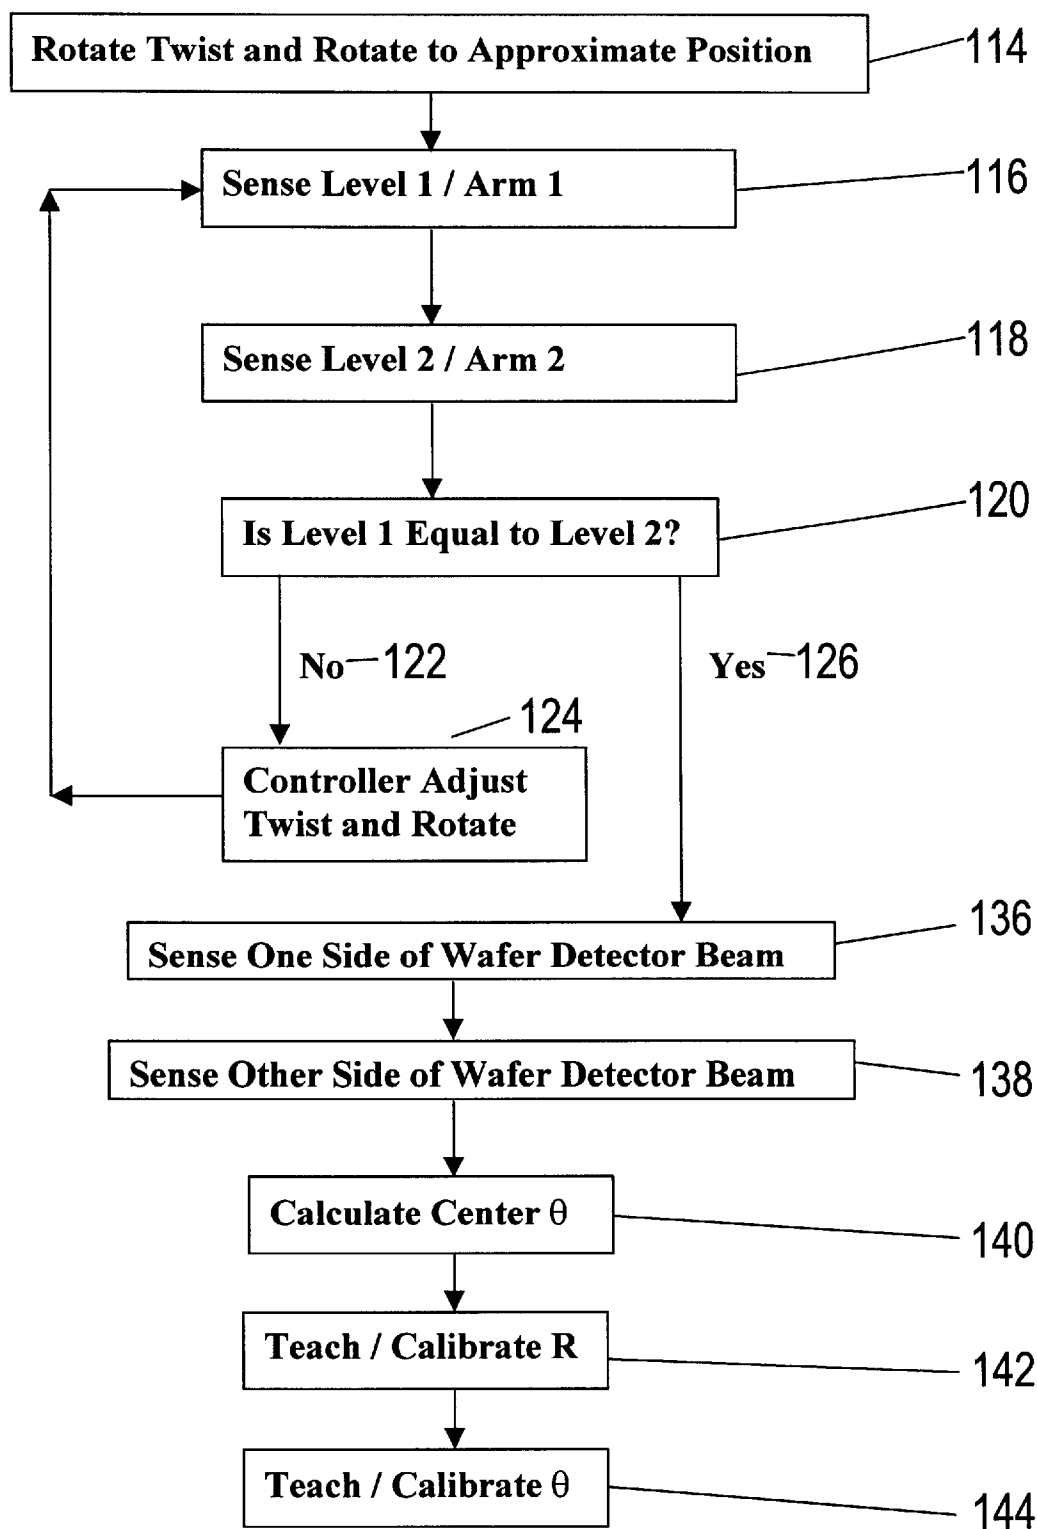 Rotate Twist and Rotate to Approximate Position
114
Sense Level 1 / Arm 1
116
Sense Level 2 / Arm 2
118
Is Level 1 Equal to Level 2?
120
No
122
Yes
126
124
Controller Adjust
Twist and Rotate
136
Sense One Side of Wafer Detector Beam
Sense Other Side of Wafer Detector Beam
138
Calculate Center θ
140
Teach / Calibrate R
142
Teach / Calibrate θ
144